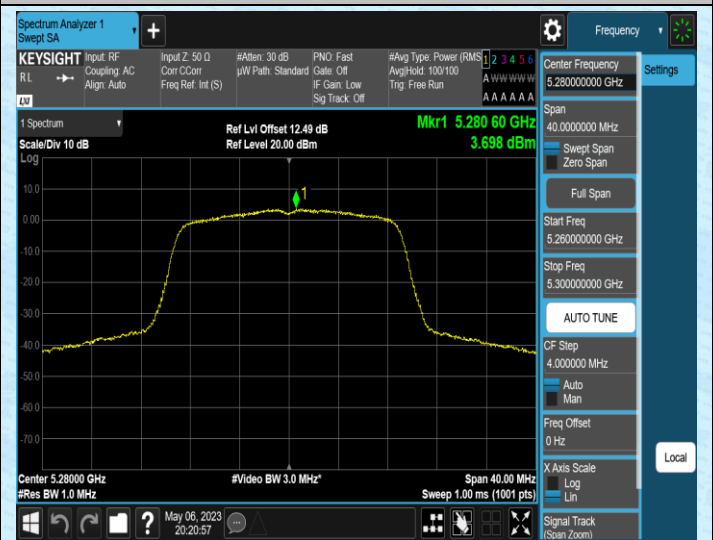 Spectrum Analyzer 1
Swept SA
Frequency
KEYSIGHT
RL
LXI
Input: RF
Coupling: AC
Align: Auto
Input Z: 50 Ω
Corr CCorr
Freq Ref: Int (S)
#Atten: 30 dB
µW Path: Standard
PNO: Fast
Gate: Off
IF Gain: Low
Sig Track: Off
#Avg Type: Power (RMS
Avg|Hold: 100/100
Trig: Free Run
1 2 3 4 5 6
A W W W W W
A A A A A A
1 Spectrum
Scale/Div 10 dB
Log
Ref Lvl Offset 12.49 dB
Ref Level 20.00 dBm
Mkr1 5.280 60 GHz
3.698 dBm
1
10.0
0.00
-10.0
-20.0
-30.0
-40.0
-50.0
-60.0
-70.0
Center 5.28000 GHz
#Res BW 1.0 MHz
#Video BW 3.0 MHz*
Span 40.00 MHz
Sweep 1.00 ms (1001 pts)
?
May 06, 2023
20:20:57
Center Frequency
5.280000000 GHz
Span
40.0000000 MHz
Swept Span
Zero Span
Full Span
Start Freq
5.260000000 GHz
Stop Freq
5.300000000 GHz
AUTO TUNE
CF Step
4.000000 MHz
Auto
Man
Freq Offset
0 Hz
X Axis Scale
Log
Lin
Signal Track
(Span Zoom)
Settings
Local